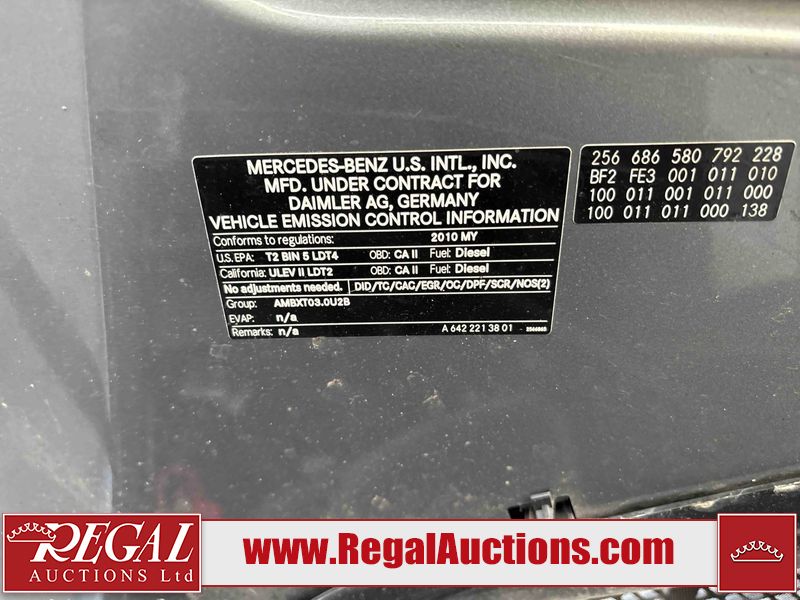 MERCEDES-BENZ U.S. INTL., INC.
MFD. UNDER CONTRACT FOR
DAIMLER AG, GERMANY
VEHICLE EMISSION CONTROL INFORMATION
Conforms to regulations: 2010 MY
U.S. EPA: T2 BIN 5 LDT4 OBD: CA II Fuel: Diesel
California: ULEV II LDT2 OBD: CA II Fuel: Diesel
No adjustments needed. DID/TC/CAC/EGR/OC/DPF/SCR/NOS(2)
Group: AMBXT03.0U2B
EVAP: n/a
Remarks: n/a A 642 221 38 01
256 686 580 792 228
BF2 FE3 001 011 010
100 011 001 011 000
100 011 011 000 138
REGAL
AUCTIONS Ltd
www.RegalAuctions.com